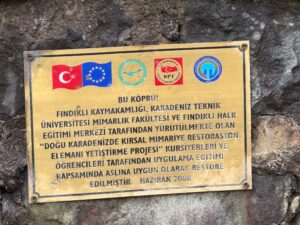 DPT
BU KÖPRÜ!
FINDIKLI KAYMAKAMLIĞI, KARADENİZ TEKNİK
ÜNİVERSİTESİ MİMARLIK FAKÜLTESİ VE FINDIKLI HALK
EĞİTİMİ MERKEZİ TARAFINDAN YÜRÜTÜLMEKTE OLAN
"DOĞU KARADENİZDE KIRSAL MİMARİYE RESTORASYON
ELEMANI YETİŞTİRME PROJESİ" KURSİYERLERİ VE
ÖĞRENCİLERİ TARAFINDAN UYGULAMA EĞİTİMİ
KAPSAMINDA ASLINA UYGUN OLARAK RESTORE
EDİLMİŞTİR. HAZİRAN 2008